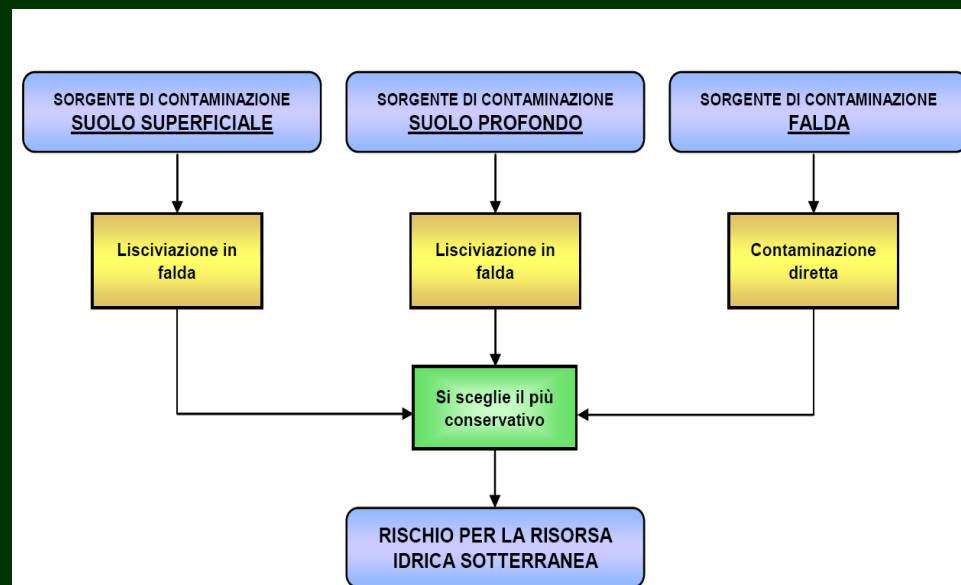 SORGENTE DI CONTAMINAZIONE
SUOLO SUPERFICIALE
SORGENTE DI CONTAMINAZIONE
SUOLO PROFONDO
SORGENTE DI CONTAMINAZIONE
FALDA
Lisciviazione in
falda
Lisciviazione in
falda
Contaminazione
diretta
Si sceglie il più
conservativo
RISCHIO PER LA RISORSA
IDRICA SOTTERRANEA